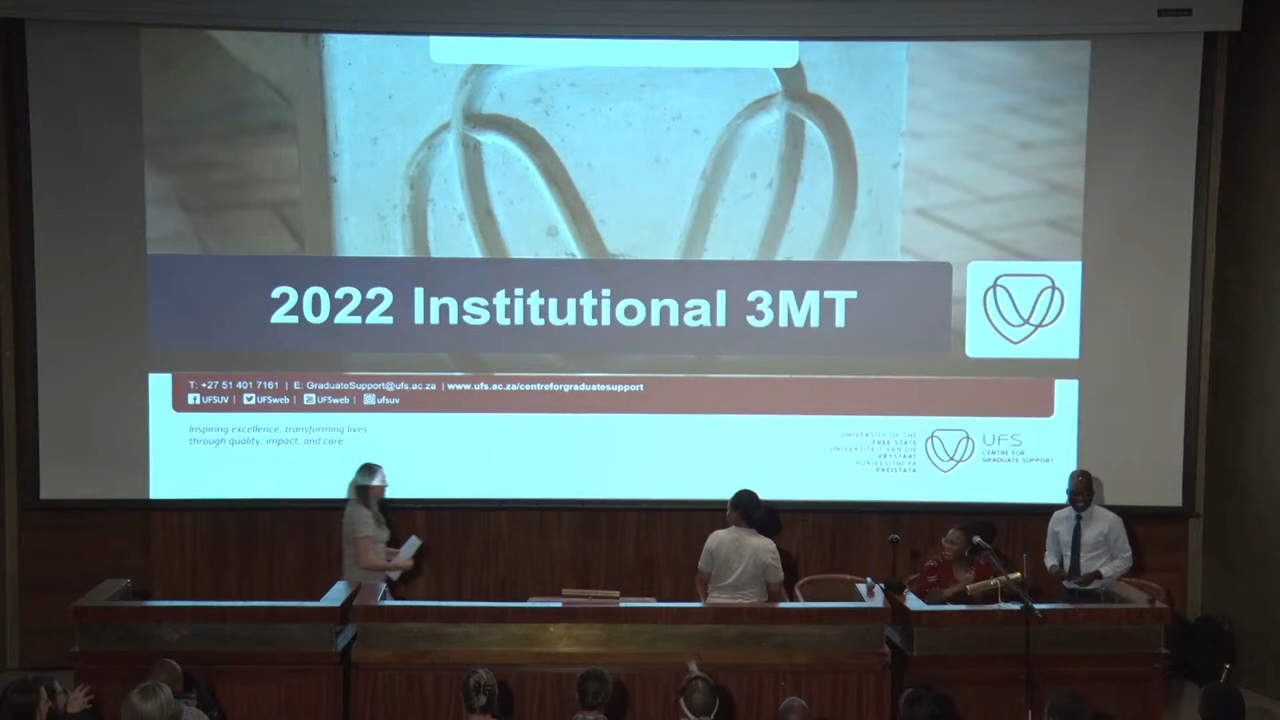 2022 Institutional 3MT
T: +27 51 401 7161 | E: GraduateSupport@ufs.ac.za | www.ufs.ac.za/centreforgraduatesupport
UFSUV | UFSweb | UFSweb | ufsuv
Inspiring excellence, transforming lives
through quality, impact, and care.
UNIVERSITY OF THE
FREE STATE
UNIVERSITEIT VAN DIE
VRYSTAAT
YUNIVESITHI YA
FREISTATA
UFS
CENTRE FOR
GRADUATE SUPPORT